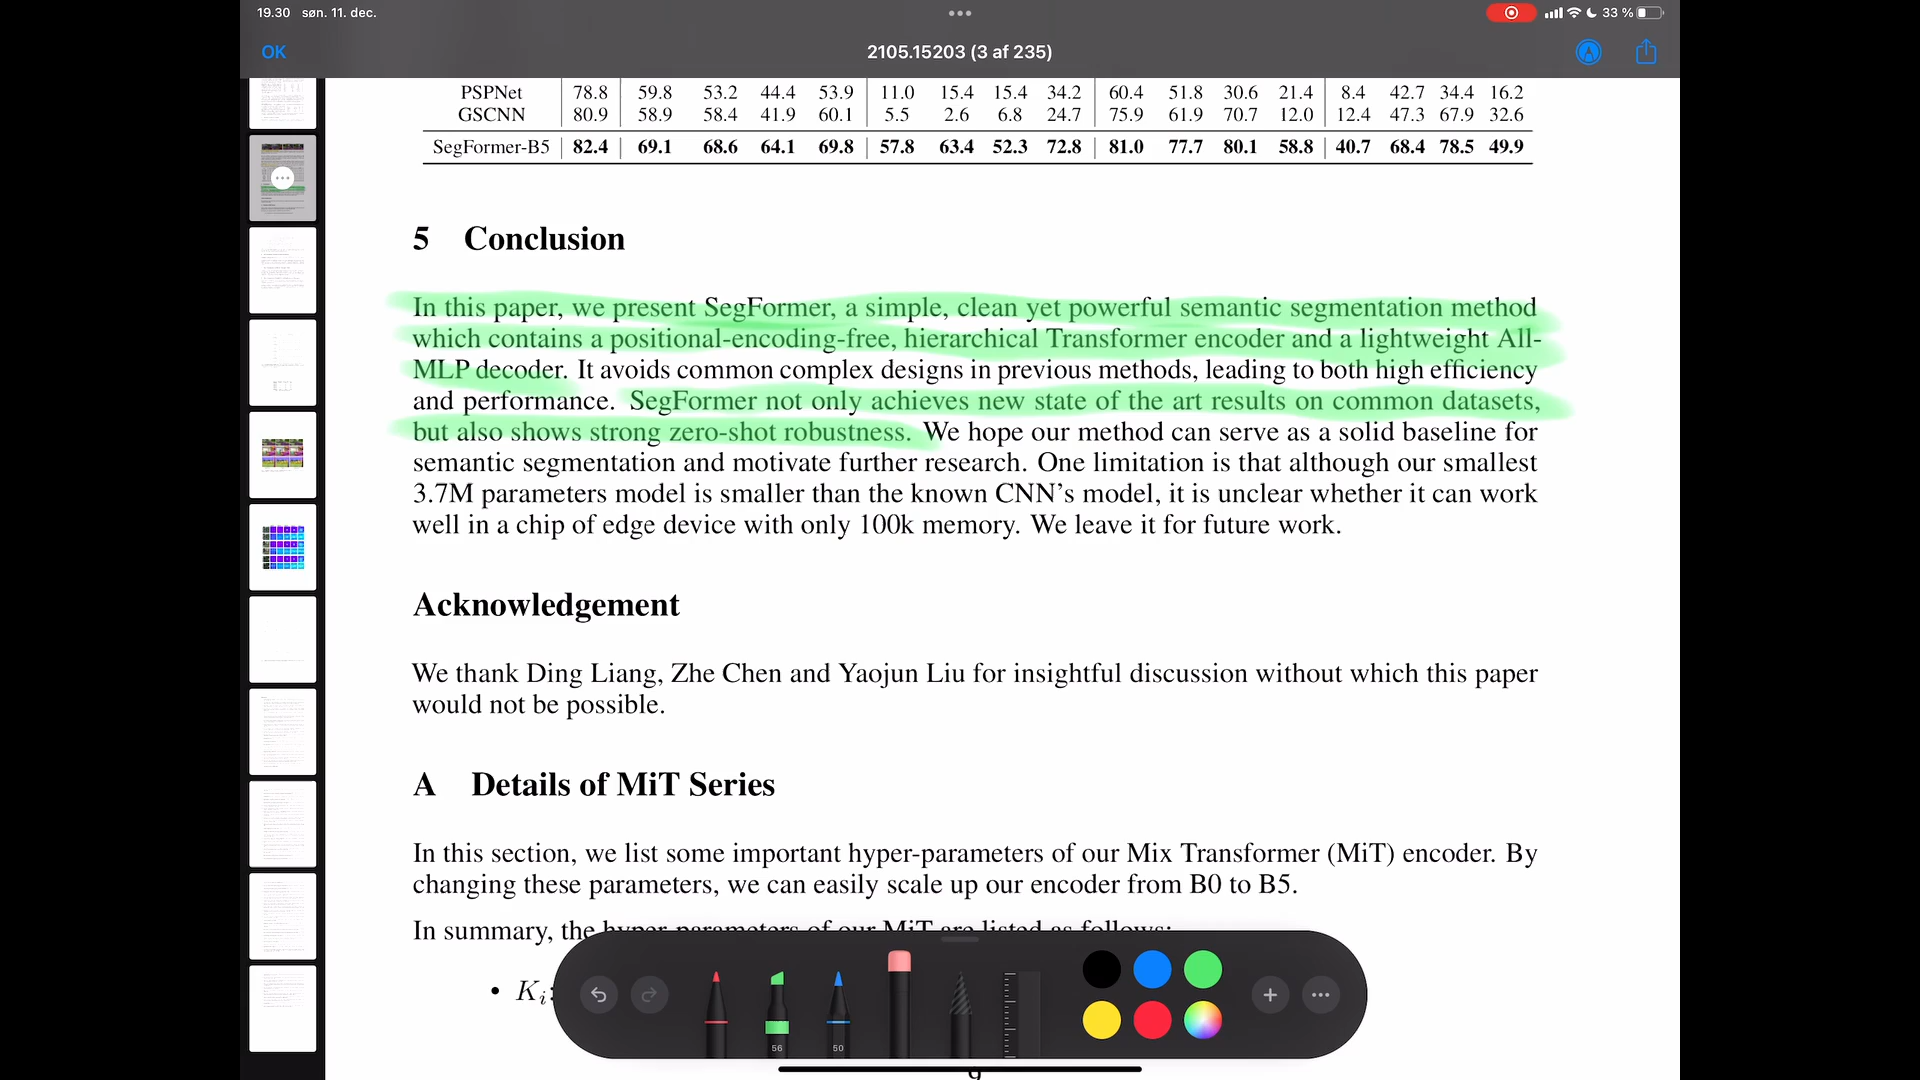 19.30 søn. 11. dec.
33 %
OK
2105.15203 (3 af 235)
PSPNet 78.8 59.8 53.2 44.4 53.9 11.0 15.4 15.4 34.2 60.4 51.8 30.6 21.4 8.4 42.7 34.4 16.2
GSCNN 80.9 58.9 58.4 41.9 60.1 5.5 2.6 6.8 24.7 75.9 61.9 70.7 12.0 12.4 47.3 67.9 32.6
SegFormer-B5 82.4 69.1 68.6 64.1 69.8 57.8 63.4 52.3 72.8 81.0 77.7 80.1 58.8 40.7 68.4 78.5 49.9
5 Conclusion
In this paper, we present SegFormer, a simple, clean yet powerful semantic segmentation method
which contains a positional-encoding-free, hierarchical Transformer encoder and a lightweight All-
MLP decoder. It avoids common complex designs in previous methods, leading to both high efficiency
and performance. SegFormer not only achieves new state of the art results on common datasets,
but also shows strong zero-shot robustness. We hope our method can serve as a solid baseline for
semantic segmentation and motivate further research. One limitation is that although our smallest
3.7M parameters model is smaller than the known CNN's model, it is unclear whether it can work
well in a chip of edge device with only 100k memory. We leave it for future work.
Acknowledgement
We thank Ding Liang, Zhe Chen and Yaojun Liu for insightful discussion without which this paper
would not be possible.
A Details of MiT Series
In this section, we list some important hyper-parameters of our Mix Transformer (MiT) encoder. By
changing these parameters, we can easily scale up our encoder from B0 to B5.
In summary, the hyper-parameters of our MiT are listed as follows:
• Ki:
56 50